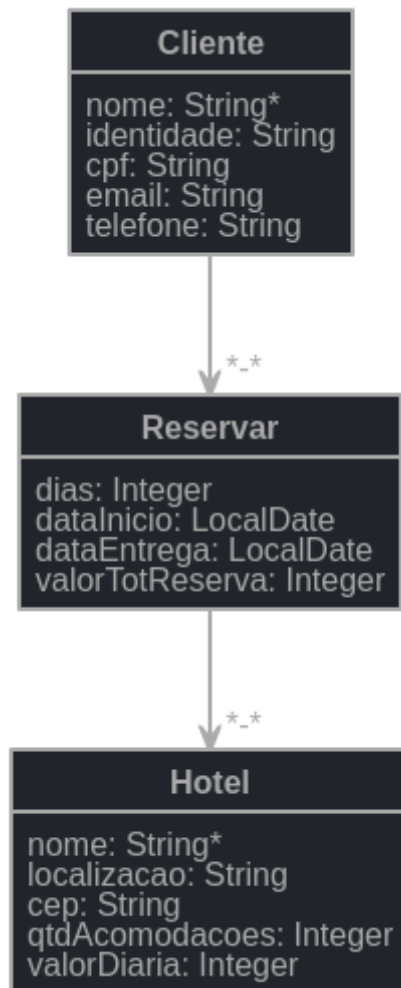 Cliente
nome: String*
identidade: String
cpf: String
email: String
telefone: String
*-*
Reservar
dias: Integer
dataInicio: LocalDate
dataEntrega: LocalDate
valorTotReserva: Integer
*-*
Hotel
nome: String*
localizacao: String
cep: String
qtdAcomodacoes: Integer
valorDiaria: Integer